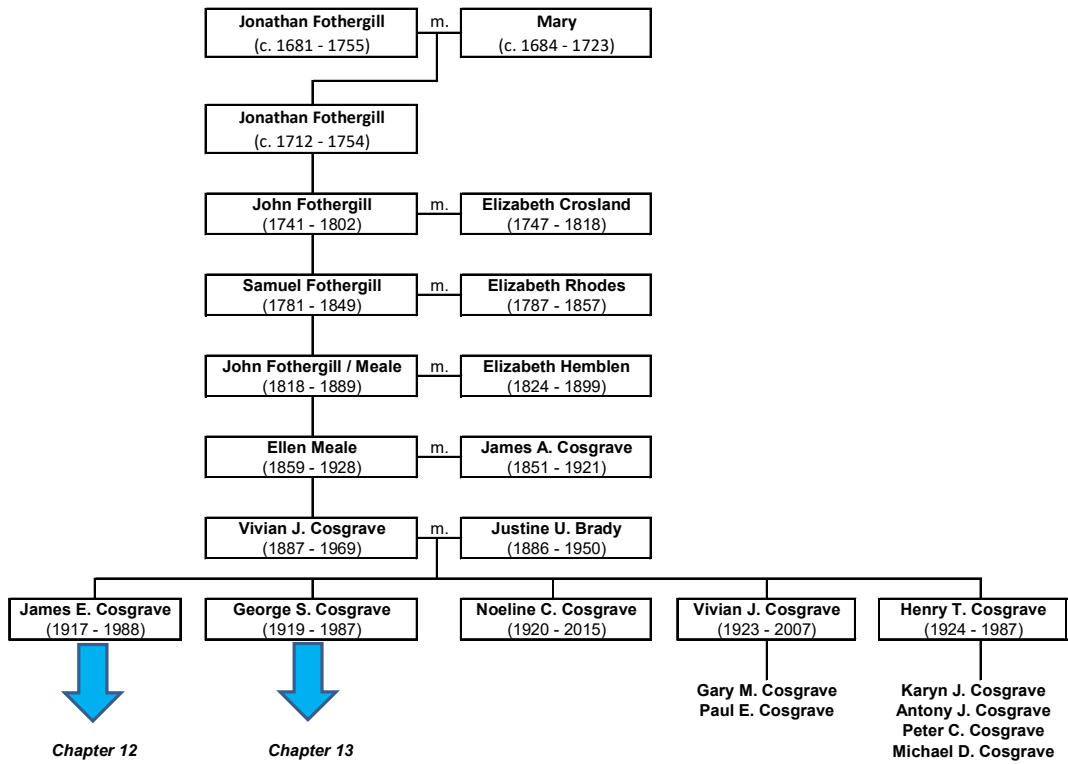 Jonathan Fothergill
(c. 1681 - 1755)
m.
Mary
(c. 1684 - 1723)
Jonathan Fothergill
(c. 1712 - 1754)
John Fothergill
(1741 - 1802)
m.
Elizabeth Crosland
(1747 - 1818)
Samuel Fothergill
(1781 - 1849)
m.
Elizabeth Rhodes
(1787 - 1857)
John Fothergill / Meale
(1818 - 1889)
m.
Elizabeth Hemblen
(1824 - 1899)
Ellen Meale
(1859 - 1928)
m.
James A. Cosgrave
(1851 - 1921)
Vivian J. Cosgrave
(1887 - 1969)
m.
Justine U. Brady
(1886 - 1950)
James E. Cosgrave
(1917 - 1988)
George S. Cosgrave
(1919 - 1987)
Noeline C. Cosgrave
(1920 - 2015)
Vivian J. Cosgrave
(1923 - 2007)
Henry T. Cosgrave
(1924 - 1987)
Chapter 12
Chapter 13
Gary M. Cosgrave
Paul E. Cosgrave
Karyn J. Cosgrave
Antony J. Cosgrave
Peter C. Cosgrave
Michael D. Cosgrave